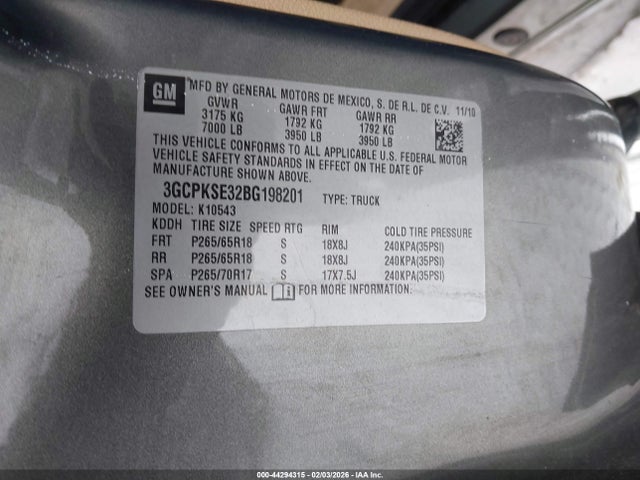 GM
MFD BY GENERAL MOTORS DE MEXICO, S. DE R.L. DE C.V. 11/10
GVWR GAWR FRT GAWR RR
3175 KG 1792 KG 1792 KG
7000 LB 3950 LB 3950 LB
THIS VEHICLE CONFORMS TO ALL APPLICABLE U.S. FEDERAL MOTOR
VEHICLE SAFETY STANDARDS IN EFFECT ON THE DATE OF
MANUFACTURE SHOWN ABOVE.
3GCPKSE32BG198201 TYPE: TRUCK
MODEL: K10543
KDDH TIRE SIZE SPEED RTG RIM COLD TIRE PRESSURE
FRT P265/65R18 S 18X8J 240KPA(35PSI)
RR P265/65R18 S 18X8J 240KPA(35PSI)
SPA P265/70R17 S 17X7.5J 240KPA(35PSI)
SEE OWNER'S MANUAL FOR MORE INFORMATION.
000-44294315 - 02/03/2026 - IAAI.CA